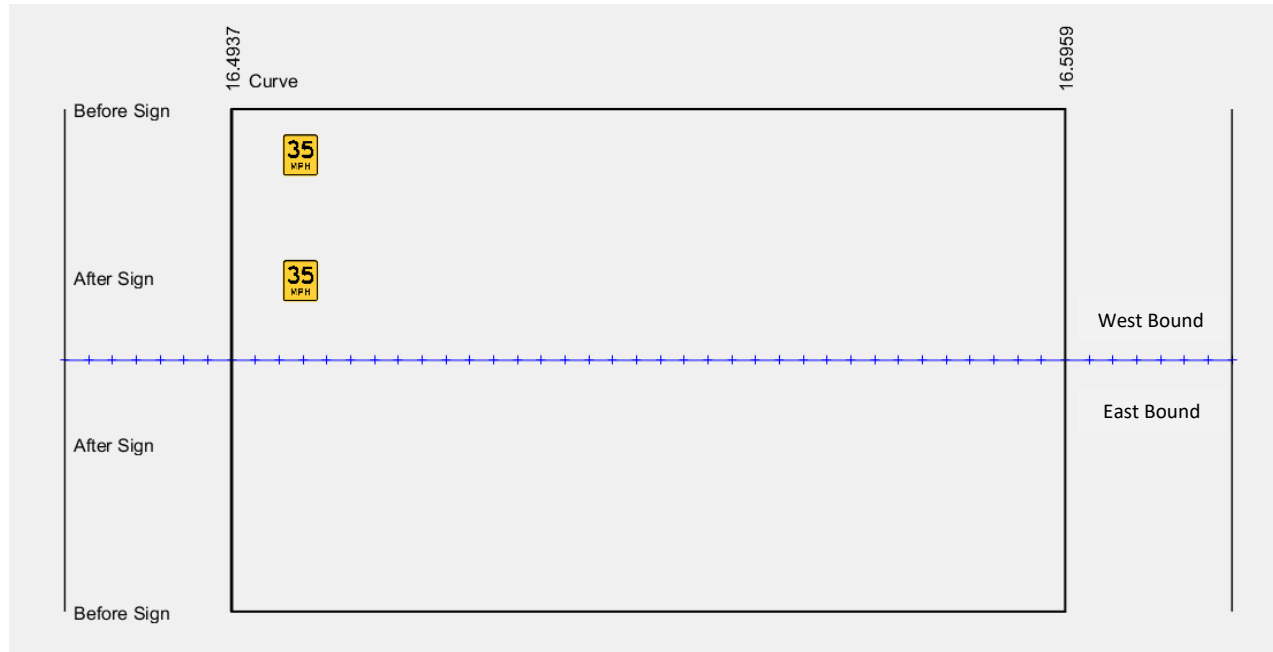 16.4937
16.5959
Curve
Before Sign
35
MPH
After Sign
35
MPH
West Bound
East Bound
After Sign
Before Sign